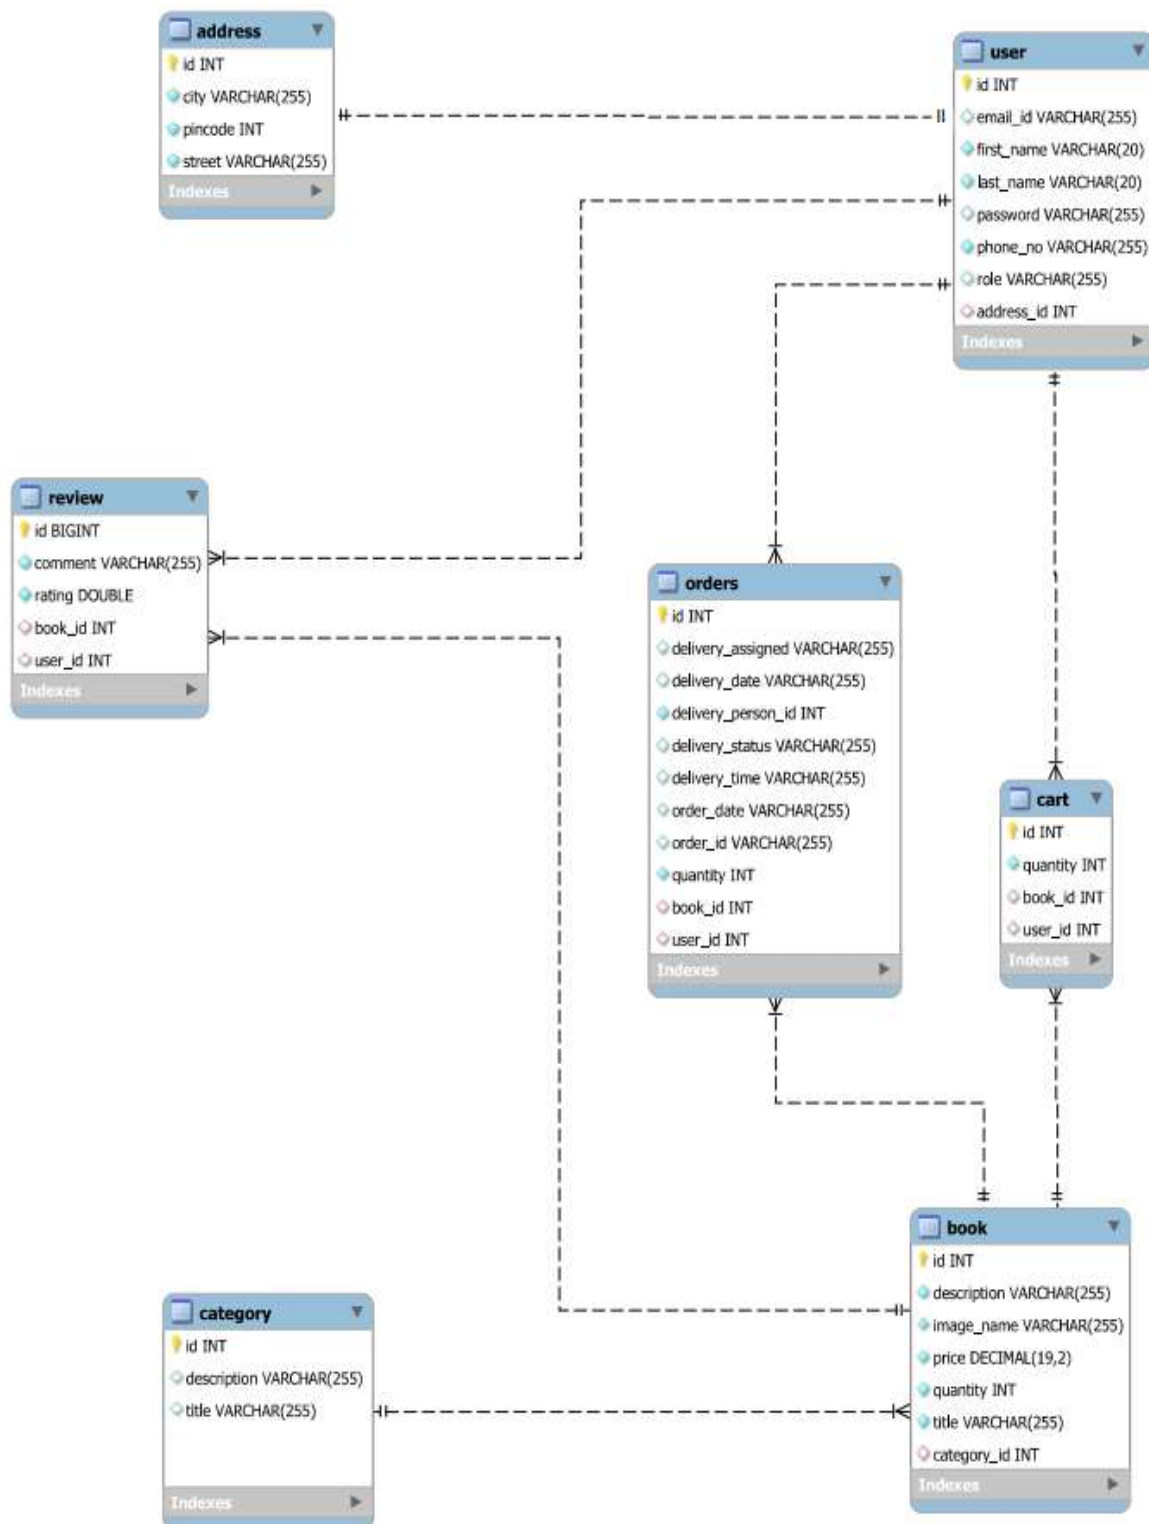 address
id INT
city VARCHAR(255)
pincode INT
street VARCHAR(255)
Indexes
user
id INT
email_id VARCHAR(255)
first_name VARCHAR(20)
last_name VARCHAR(20)
password VARCHAR(255)
phone_no VARCHAR(255)
role VARCHAR(255)
address_id INT
Indexes
review
id BIGINT
comment VARCHAR(255)
rating DOUBLE
book_id INT
user_id INT
Indexes
orders
id INT
delivery_assigned VARCHAR(255)
delivery_date VARCHAR(255)
delivery_person_id INT
delivery_status VARCHAR(255)
delivery_time VARCHAR(255)
order_date VARCHAR(255)
order_id VARCHAR(255)
quantity INT
book_id INT
user_id INT
Indexes
cart
id INT
quantity INT
book_id INT
user_id INT
Indexes
book
id INT
description VARCHAR(255)
image_name VARCHAR(255)
price DECIMAL(19,2)
quantity INT
title VARCHAR(255)
category_id INT
Indexes
category
id INT
description VARCHAR(255)
title VARCHAR(255)
Indexes